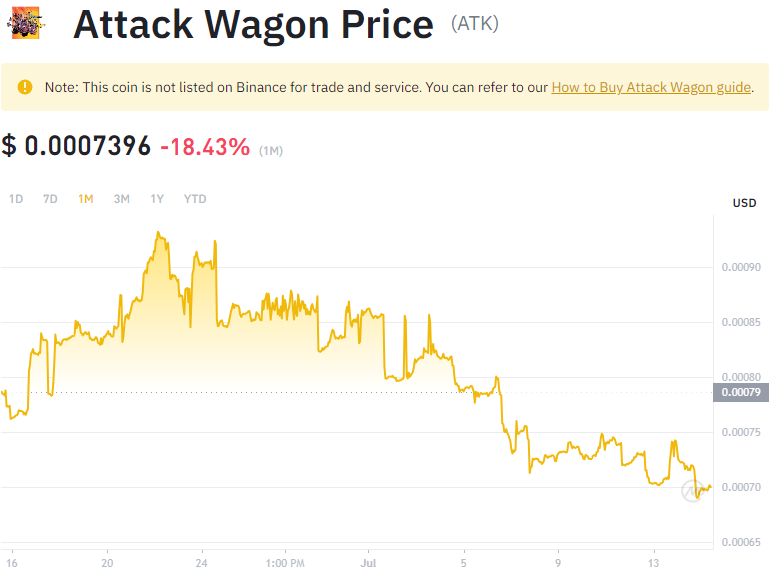 Attack Wagon Price (ATK)
Note: This coin is not listed on Binance for trade and service. You can refer to our How to Buy Attack Wagon guide.
$ 0.0007396 -18.43% (1M)
1D 7D 1M 3M 1Y YTD
USD
0.00090
0.00085
0.00080
0.00079
0.00075
0.00070
0.00065
16 20 24 1:00 PM Jul 5 9 13